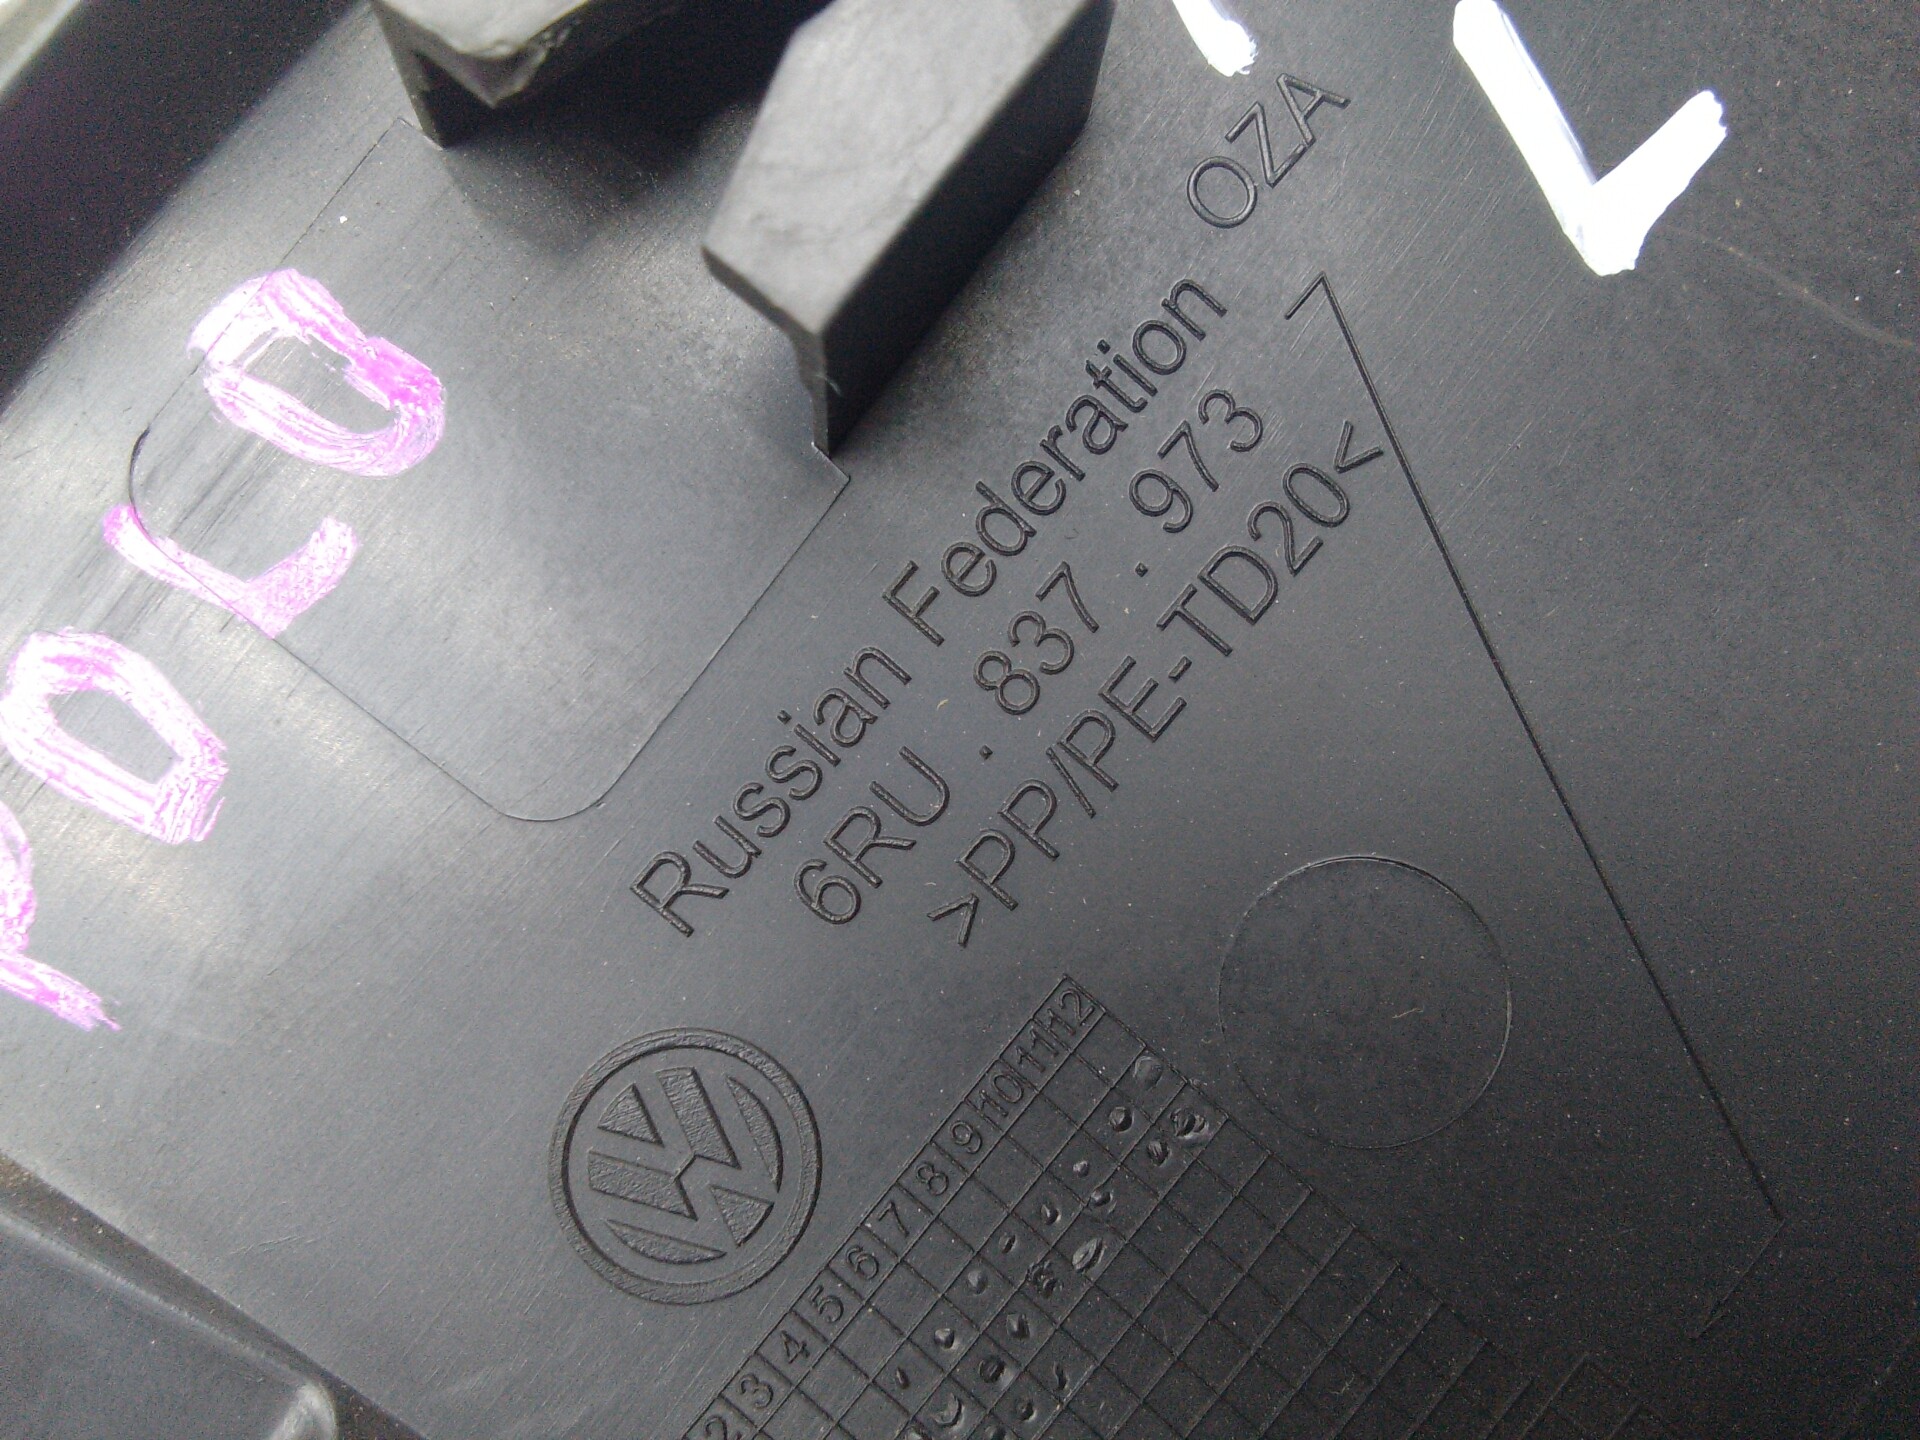 POLO
L
Russian Federation OZA
6RU . 837 . 973
>PP/PE-TD20<
VW
2 3 4 5 6 7 8 9 10 11 12